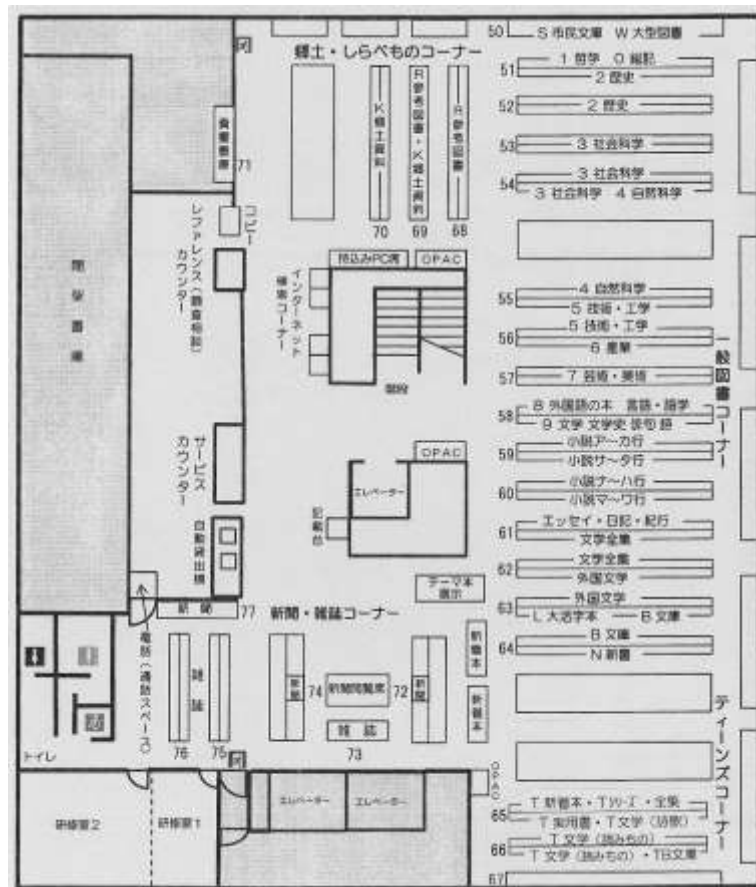 50
S 市民文庫 W 大型図書
郷土・しらべものコーナー
51
1 哲学 0 総記
2 歴史
52
2 歴史
53
3 社会科学
54
3 社会科学
3 社会科学 4 自然科学
貴重書庫
71
K郷土資料
70
R参考図書・K郷土資料
69
R参考図書
68
コピー
レファレンス(調査相談)
カウンター
閉架書庫
持込みPC席
OPAC
インターネット
検索コーナー
階段
55
4 自然科学
5 技術・工学
56
5 技術・工学
6 産業
57
7 芸術・美術
58
8 外国語の本 言語・語学
9 文学 文学史 俳句 詩
一般図書コーナー
サービス
カウンター
OPAC
エレベーター
記載台
59
小説ア〜カ行
小説サ〜タ行
60
小説ナ〜ハ行
小説マ〜ワ行
61
エッセイ・日記・紀行
文学全集
62
文学全集
外国文学
63
外国文学
L 大活字本 B 文庫
64
B 文庫
N 新書
自動貸出機
テーマ本
展示
新聞
77
新聞・雑誌コーナー
電話(通話スペース)
雑誌
76
75
新聞
74
新聞閲覧席
72
新聞
雑誌
73
新着本
新着本
トイレ
OPAC
ティーンズコーナー
研修室2
研修室1
エレベーター
エレベーター
65
T 新着本・Tシリーズ・全集
T 実用書・T文学(詩歌)
66
T 文学(読みもの)
T 文学(読みもの)・TB文庫
67